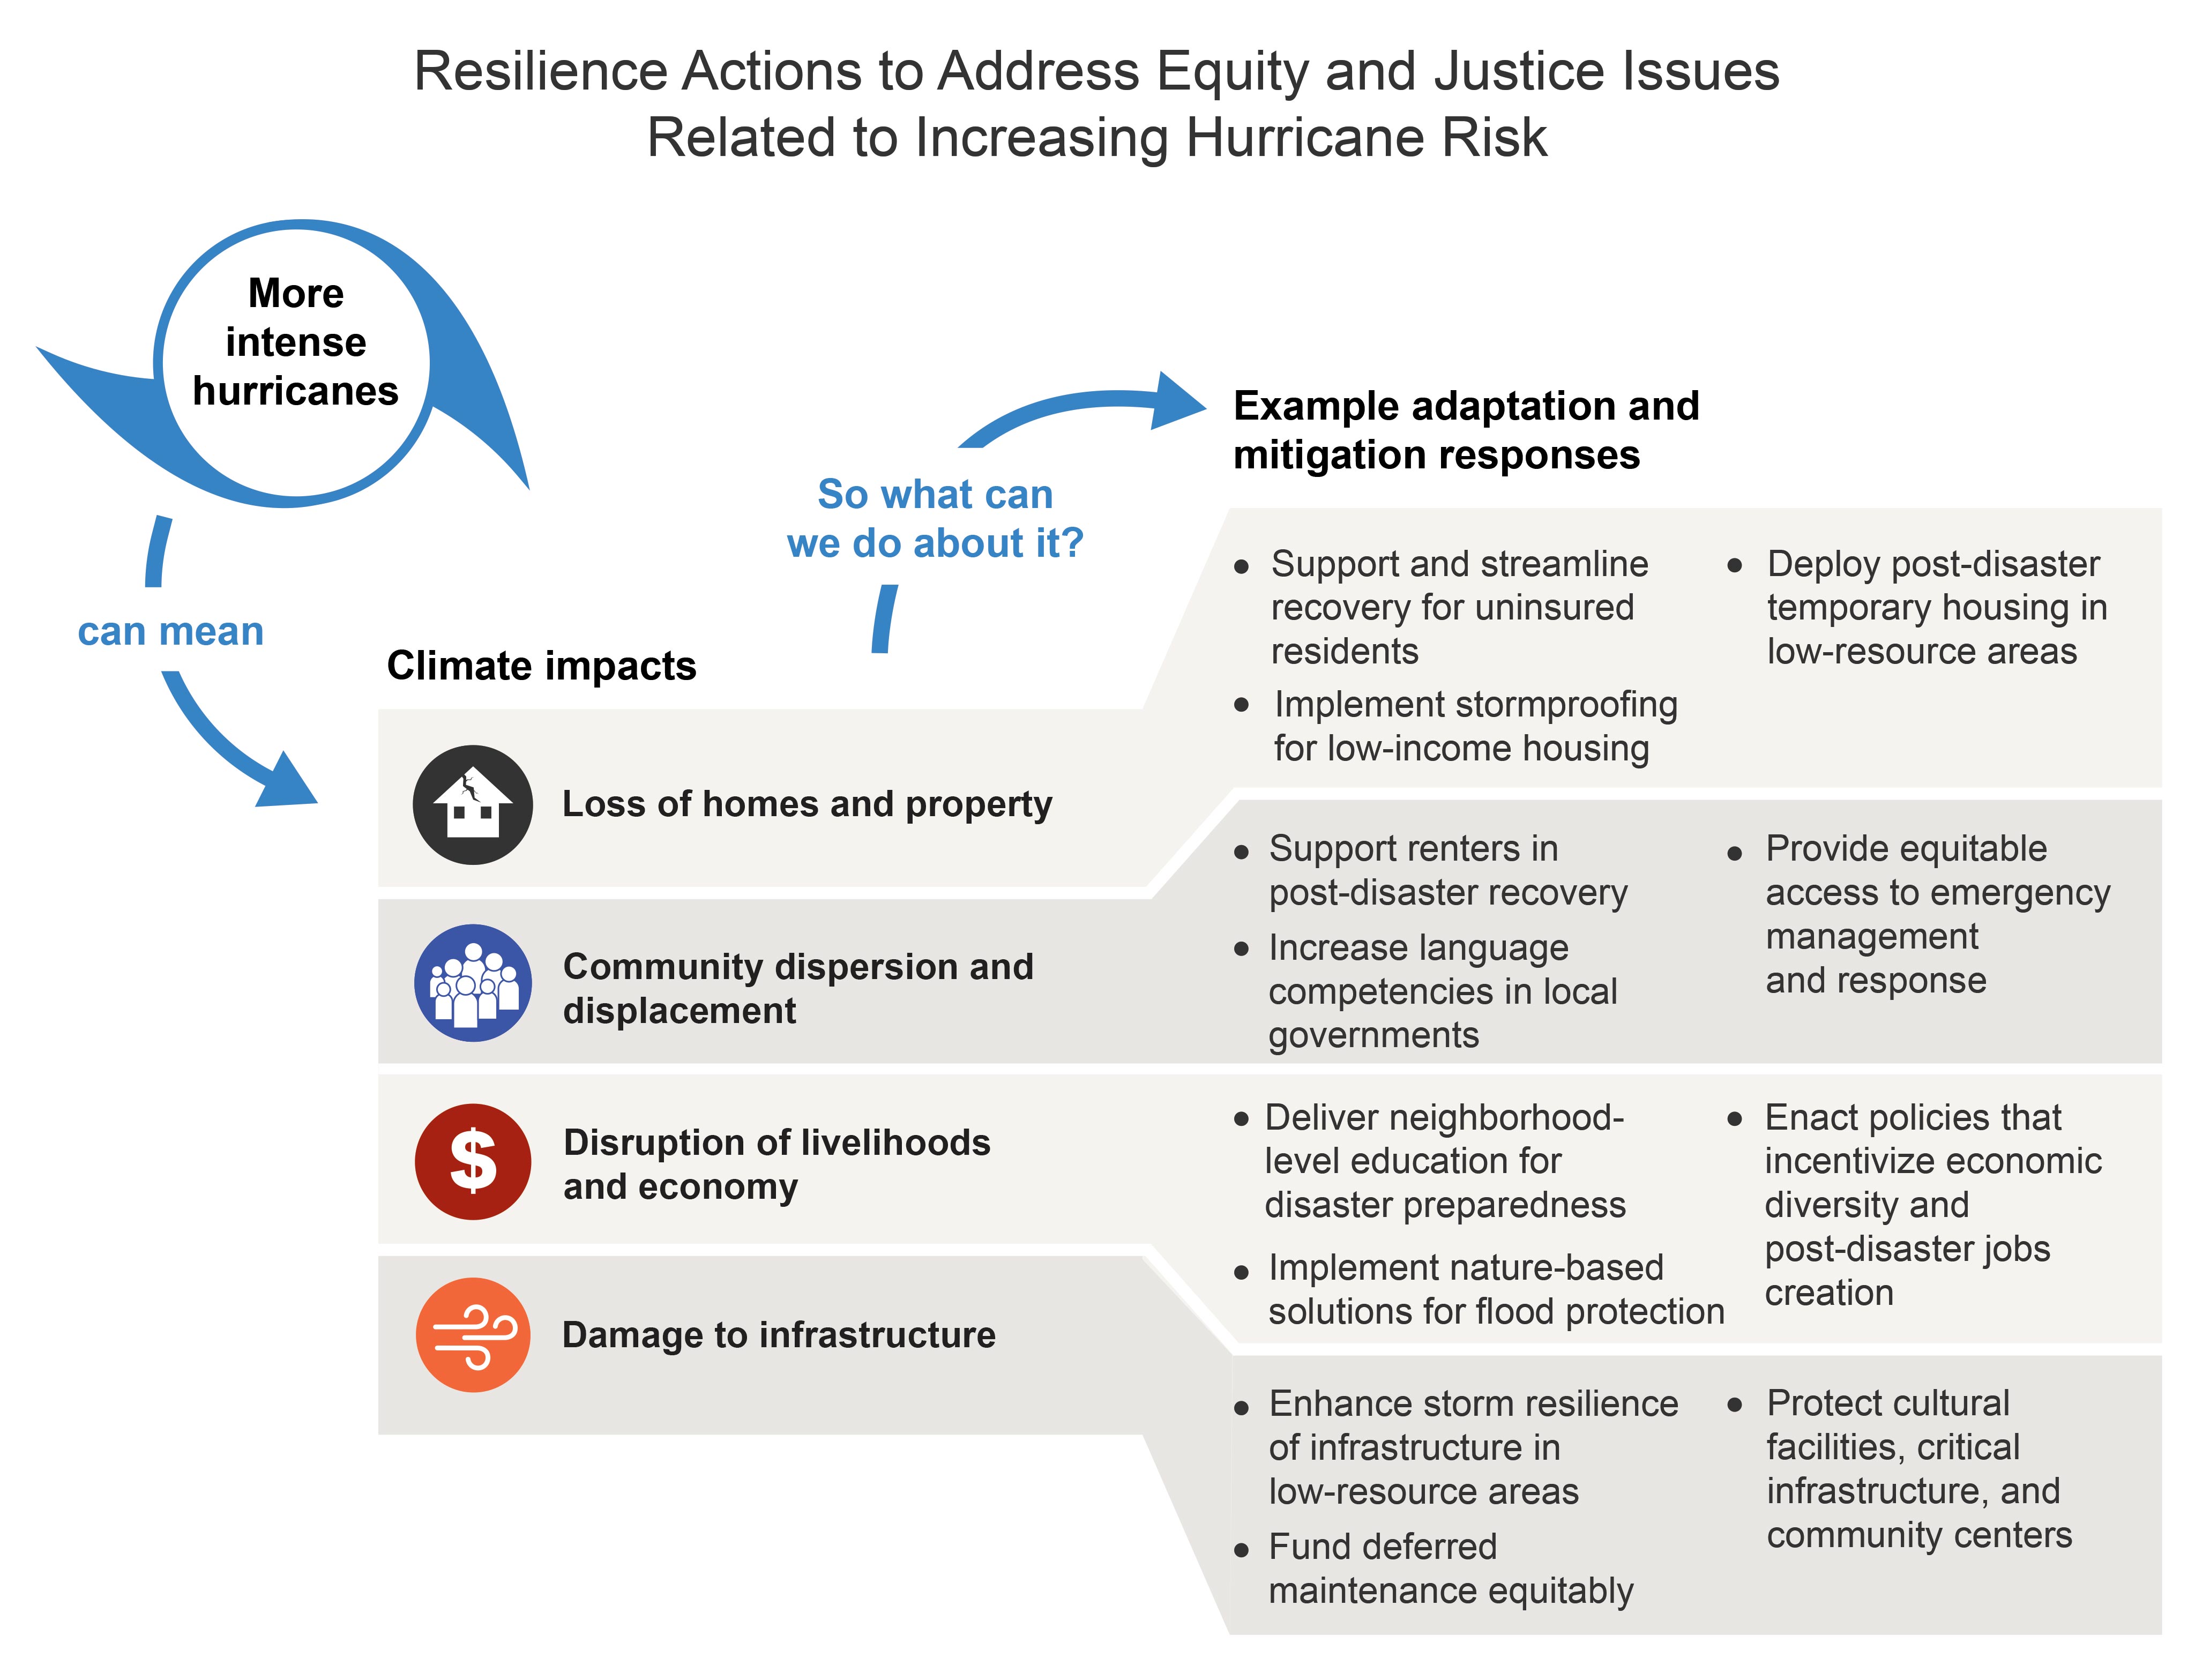 Resilience Actions to Address Equity and Justice Issues
Related to Increasing Hurricane Risk
More
intense
hurricanes
can mean
Climate impacts
So what can
we do about it?
Example adaptation and
mitigation responses
Loss of homes and property
• Support and streamline
recovery for uninsured
residents
• Implement stormproofing
for low-income housing
• Deploy post-disaster
temporary housing in
low-resource areas
Community dispersion and
displacement
• Support renters in
post-disaster recovery
• Increase language
competencies in local
governments
• Provide equitable
access to emergency
management
and response
$
Disruption of livelihoods
and economy
• Deliver neighborhood-
level education for
disaster preparedness
• Implement nature-based
solutions for flood protection
• Enact policies that
incentivize economic
diversity and
post-disaster jobs
creation
Damage to infrastructure
• Enhance storm resilience
of infrastructure in
low-resource areas
• Fund deferred
maintenance equitably
• Protect cultural
facilities, critical
infrastructure, and
community centers